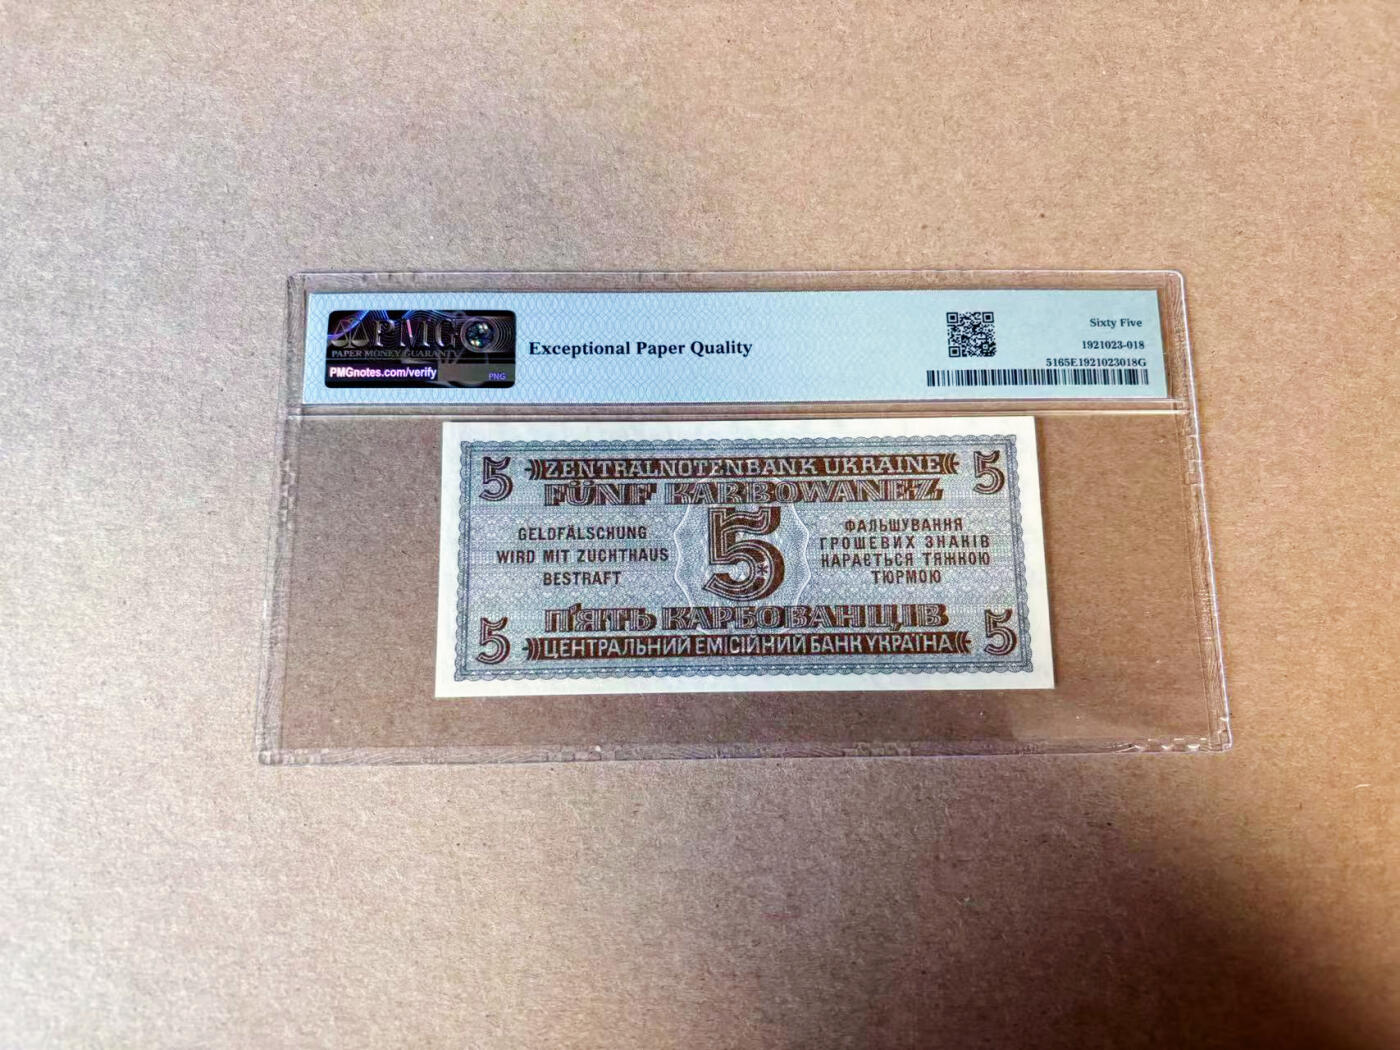 PMG
PAPER MONEY GUARANTY
PMGnotes.com/verify
PNG
Exceptional Paper Quality
Sixty Five
1921023-018
5165E1921023018G
5 ZENTRALNOTENBANK UKRAINE 5
FÜNF KARBOWANEZ
GELDFÄLSCHUNG
WIRD MIT ZUCHTHAUS
BESTRAFT
5
ФАЛЬШУВАННЯ
ГРОШЕВИХ ЗНАКІВ
КАРАЄТЬСЯ ТЯЖКОЮ
ТЮРМОЮ
П'ЯТЬ КАРБОВАНЦІВ
5 ЦЕНТРАЛЬНИЙ ЕМІСІЙНИЙ БАНК УКРАЇНА 5